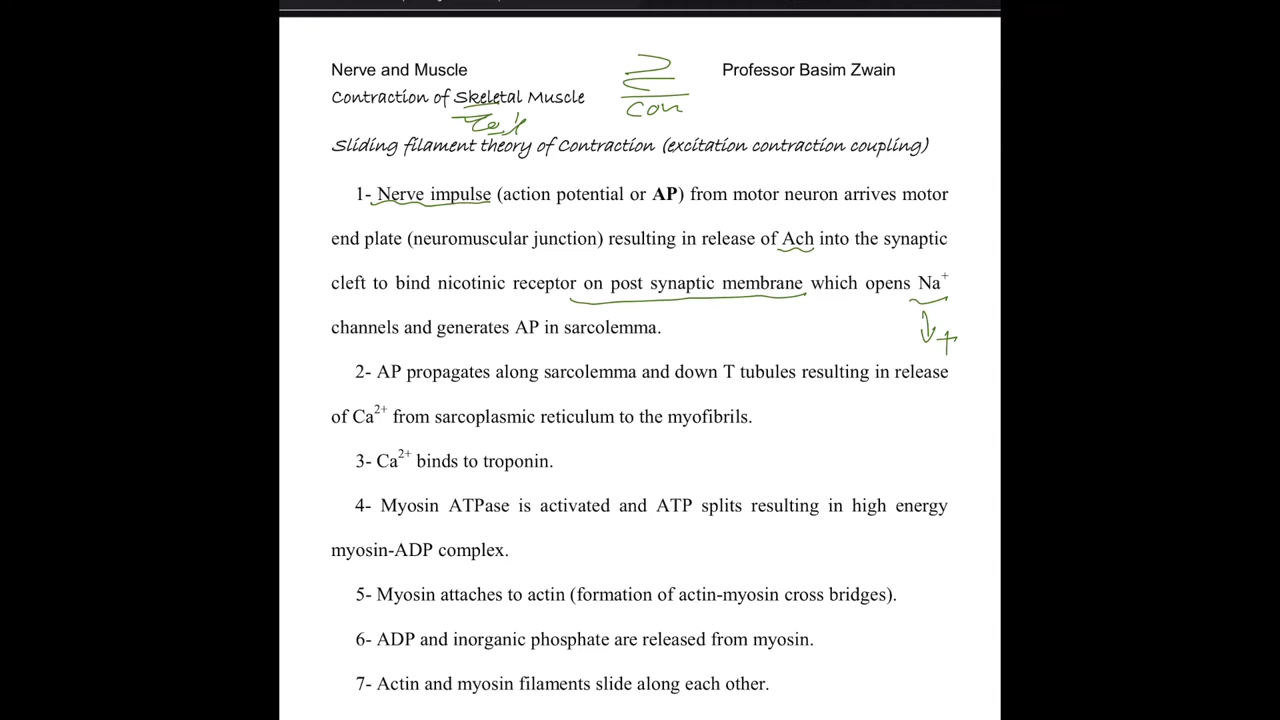 Nerve and Muscle Professor Basim Zwain
Contraction of Skeletal Muscle
con
Sliding filament theory of Contraction (excitation contraction coupling)
1- Nerve impulse (action potential or AP) from motor neuron arrives motor
end plate (neuromuscular junction) resulting in release of Ach into the synaptic
cleft to bind nicotinic receptor on post synaptic membrane which opens Na⁺
channels and generates AP in sarcolemma.
+
2- AP propagates along sarcolemma and down T tubules resulting in release
of Ca²⁺ from sarcoplasmic reticulum to the myofibrils.
3- Ca²⁺ binds to troponin.
4- Myosin ATPase is activated and ATP splits resulting in high energy
myosin-ADP complex.
5- Myosin attaches to actin (formation of actin-myosin cross bridges).
6- ADP and inorganic phosphate are released from myosin.
7- Actin and myosin filaments slide along each other.